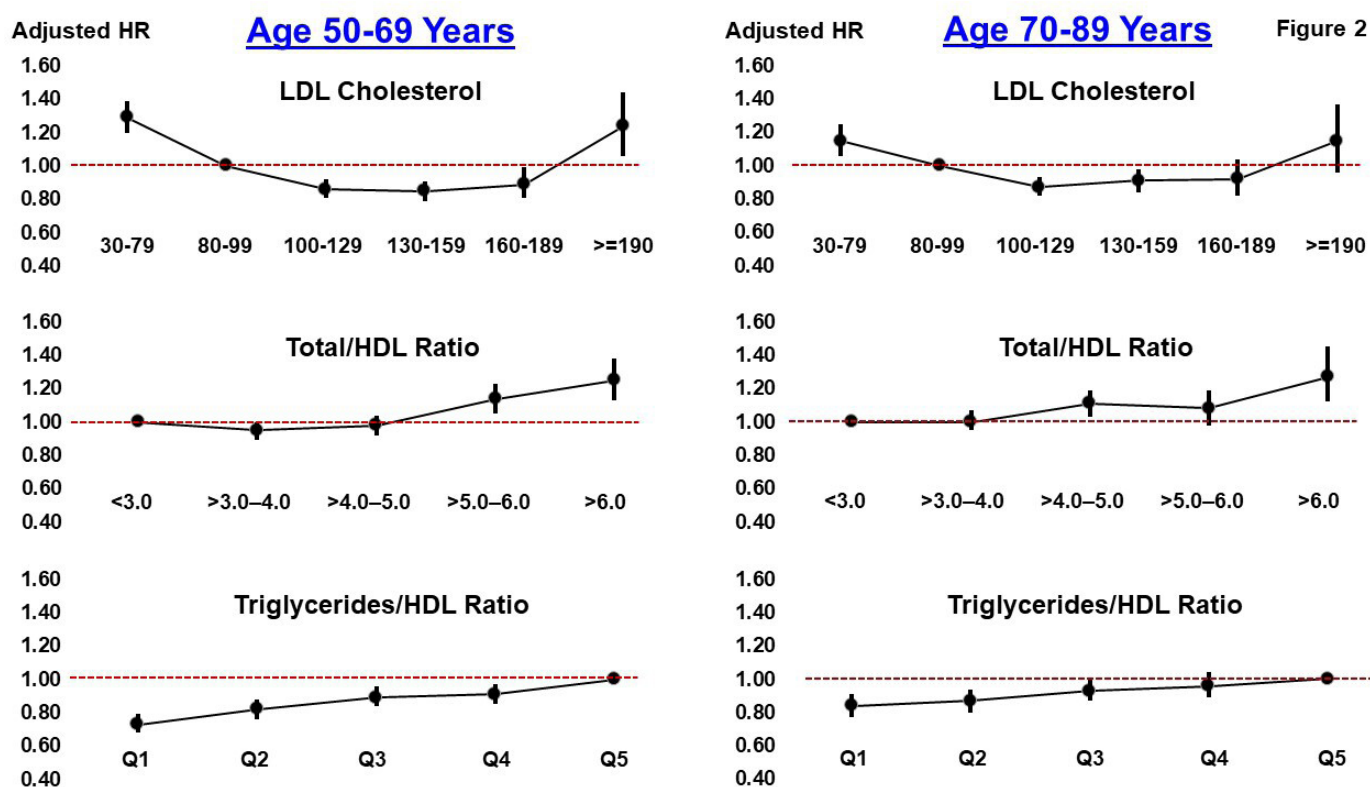 Adjusted HR
Age 50-69 Years
1.60
LDL Cholesterol
1.40
1.20
1.00
0.80
0.60
30-79 80-99 100-129 130-159 160-189 >=190
0.40
1.60
Total/HDL Ratio
1.40
1.20
1.00
0.80
0.60
<3.0 >3.0–4.0 >4.0–5.0 >5.0–6.0 >6.0
0.40
1.60
Triglycerides/HDL Ratio
1.40
1.20
1.00
0.80
0.60
Q1 Q2 Q3 Q4 Q5
0.40
Adjusted HR
Age 70-89 Years
Figure 2
1.60
LDL Cholesterol
1.40
1.20
1.00
0.80
0.60
30-79 80-99 100-129 130-159 160-189 >=190
0.40
1.60
Total/HDL Ratio
1.40
1.20
1.00
0.80
0.60
<3.0 >3.0–4.0 >4.0–5.0 >5.0–6.0 >6.0
0.40
1.60
Triglycerides/HDL Ratio
1.40
1.20
1.00
0.80
0.60
Q1 Q2 Q3 Q4 Q5
0.40